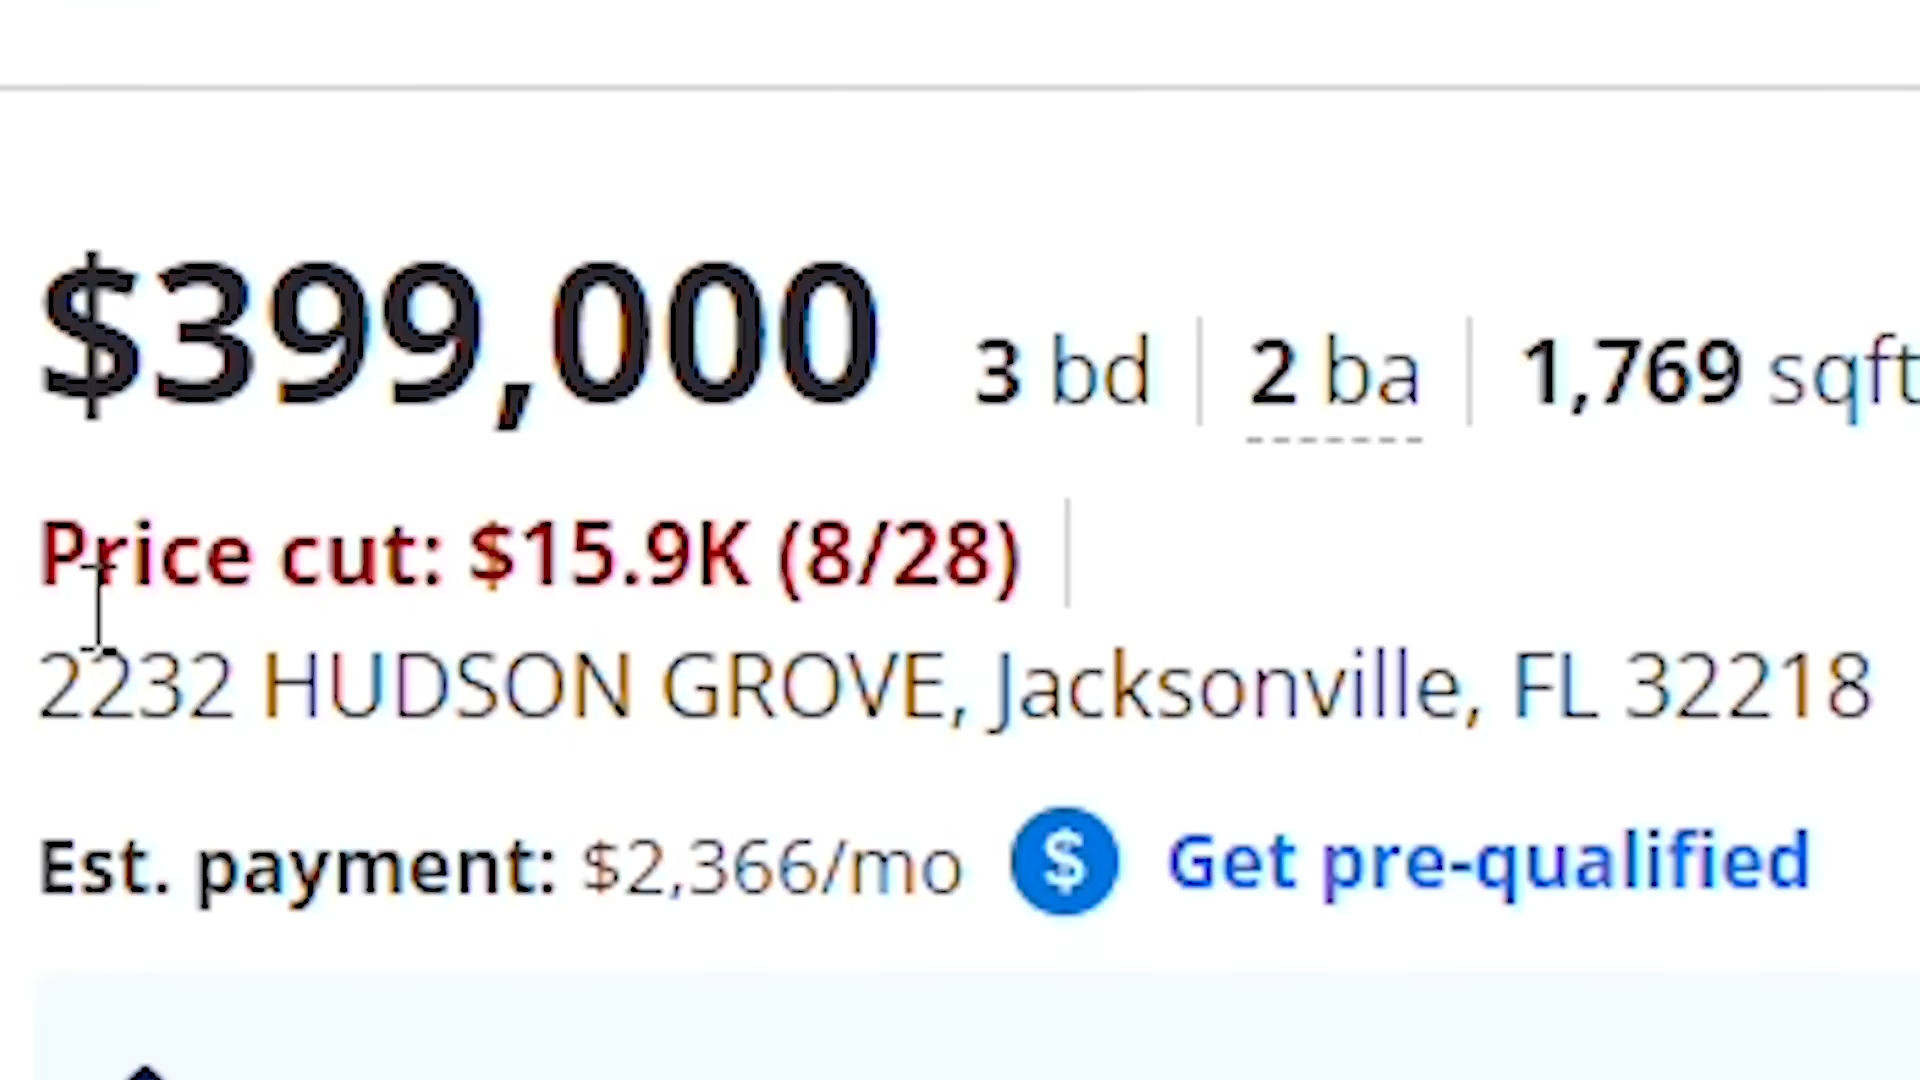 $399,000 3 bd 2 ba 1,769 sqft
Price cut: $15.9K (8/28)
2232 HUDSON GROVE, Jacksonville, FL 32218
Est. payment: $2,366/mo $ Get pre-qualified